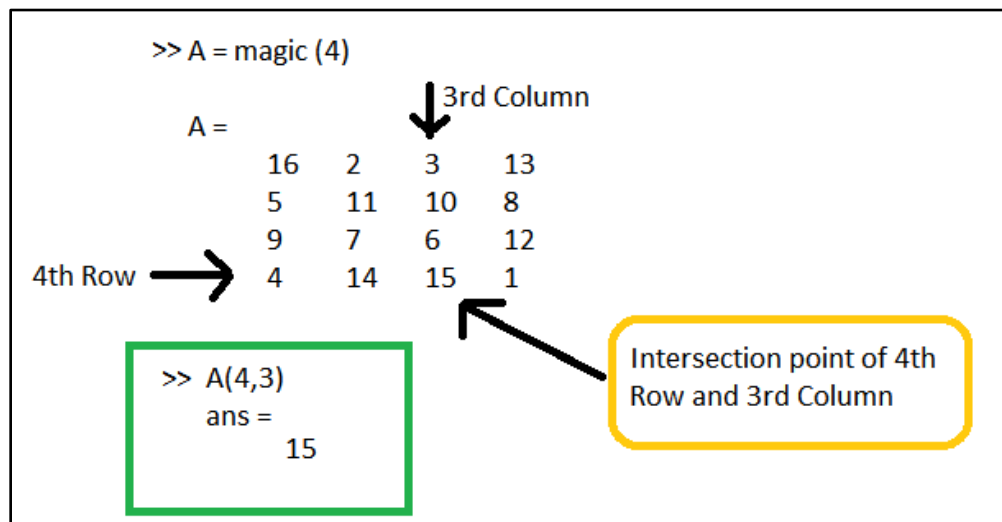 >> A = magic (4)
3rd Column
A =
16 2 3 13
5 11 10 8
9 7 6 12
4th Row 4 14 15 1
Intersection point of 4th
Row and 3rd Column
>> A(4,3)
ans =
15